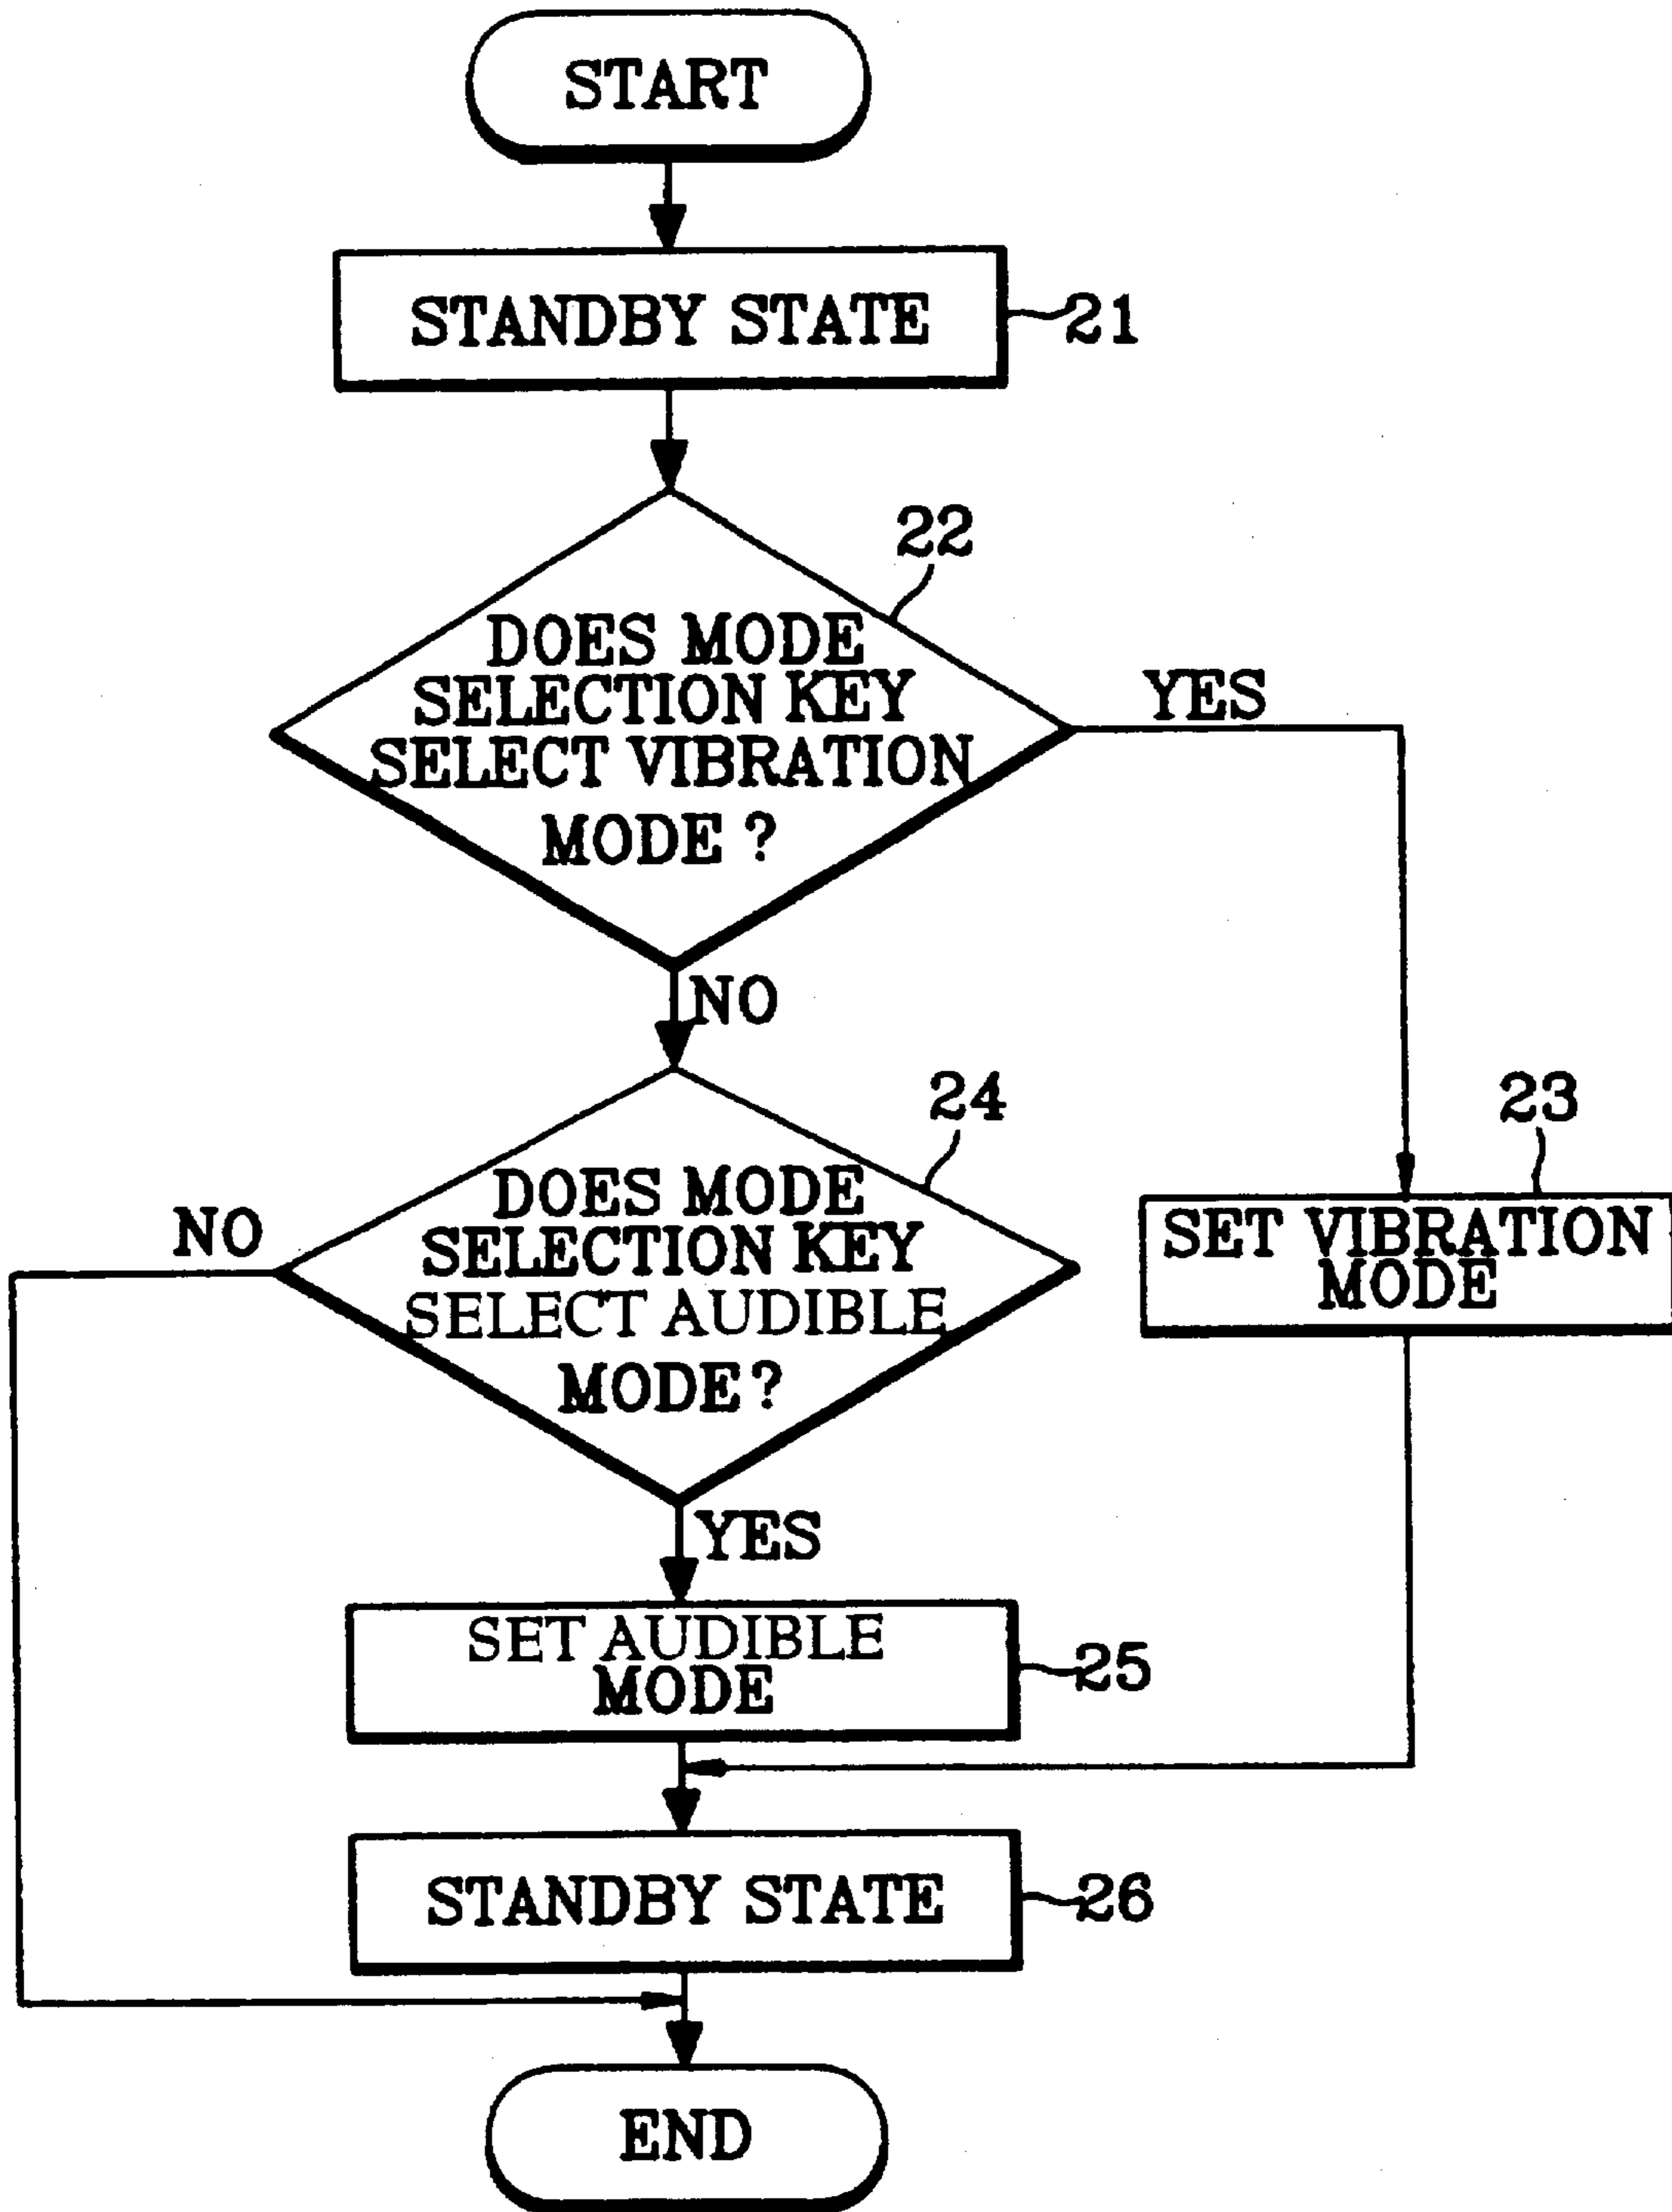 START
STANDBY STATE
21
22
DOES MODE
SELECTION KEY
SELECT VIBRATION
MODE ?
YES
NO
24
23
DOES MODE
SELECTION KEY
SELECT AUDIBLE
MODE?
NO
SET VIBRATION
MODE
YES
SET AUDIBLE
MODE
25
STANDBY STATE
26
END